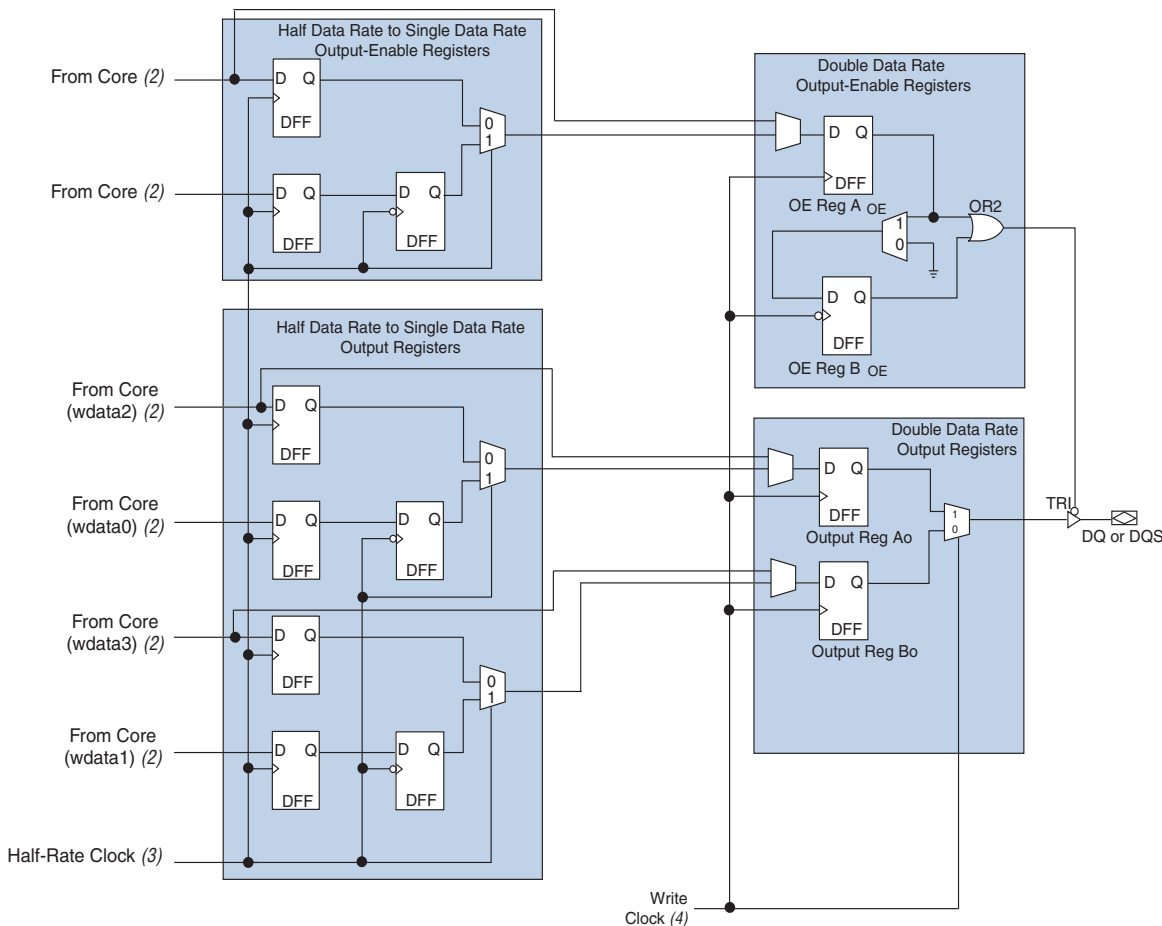 Half Data Rate to Single Data Rate
Output-Enable Registers
From Core (2)
D Q
DFF
0
1
From Core (2)
D Q
DFF
D Q
DFF
Double Data Rate
Output-Enable Registers
D Q
DFF
OE Reg A OE
OR2
1
0
D Q
DFF
OE Reg B OE
Half Data Rate to Single Data Rate
Output Registers
From Core
(wdata2) (2)
D Q
DFF
0
1
From Core
(wdata0) (2)
D Q
DFF
D Q
DFF
From Core
(wdata3) (2)
D Q
DFF
0
1
From Core
(wdata1) (2)
D Q
DFF
D Q
DFF
Half-Rate Clock (3)
Double Data Rate
Output Registers
D Q
DFF
Output Reg Ao
1
0
D Q
DFF
Output Reg Bo
TRI
DQ or DQS
Write
Clock (4)